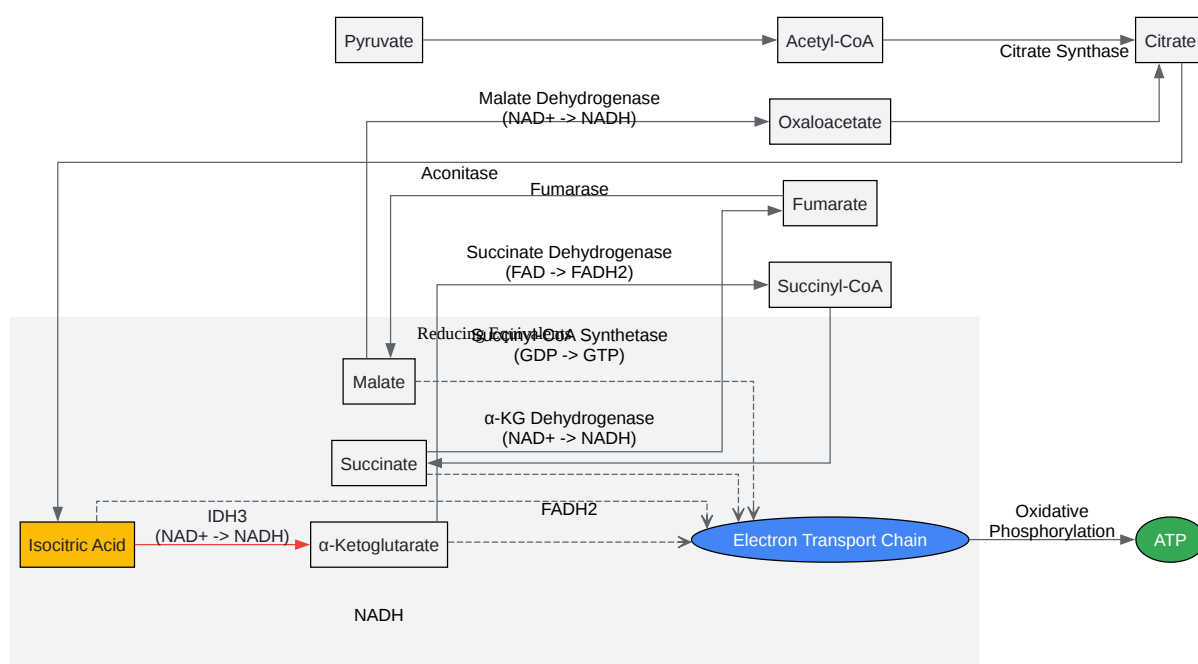 Pyruvate
Acetyl-CoA
Citrate
Citrate Synthase
Malate Dehydrogenase
(NAD+ -> NADH)
Oxaloacetate
Aconitase
Fumarase
Fumarate
Succinate Dehydrogenase
(FAD -> FADH2)
Succinyl-CoA
Reducing Equivalents
Succinyl-CoA Synthetase
(GDP -> GTP)
Malate
α-KG Dehydrogenase
(NAD+ -> NADH)
Succinate
FADH2
IDH3
(NAD+ -> NADH)
Oxidative
Phosphorylation
Isocitric Acid
α-Ketoglutarate
Electron Transport Chain
ATP
NADH